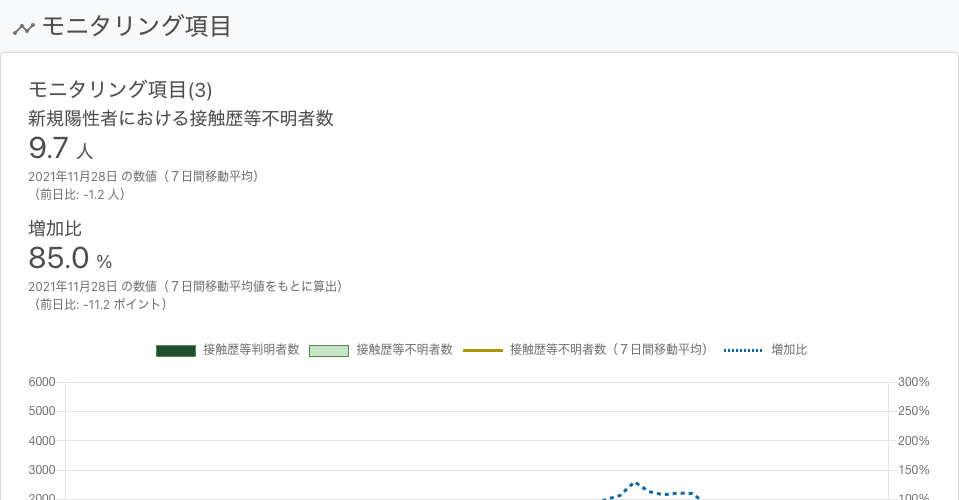 モニタリング項目
モニタリング項目(3)
新規陽性者における接触歴等不明者数
9.7 人
2021年11月28日 の数値（７日間移動平均）
（前日比: -1.2 人）
増加比
85.0 %
2021年11月28日 の数値（７日間移動平均値をもとに算出）
（前日比: -11.2 ポイント）
接触歴等判明者数 接触歴等不明者数 接触歴等不明者数（７日間移動平均） 増加比
6000 300%
5000 250%
4000 200%
3000 150%
2000 100%